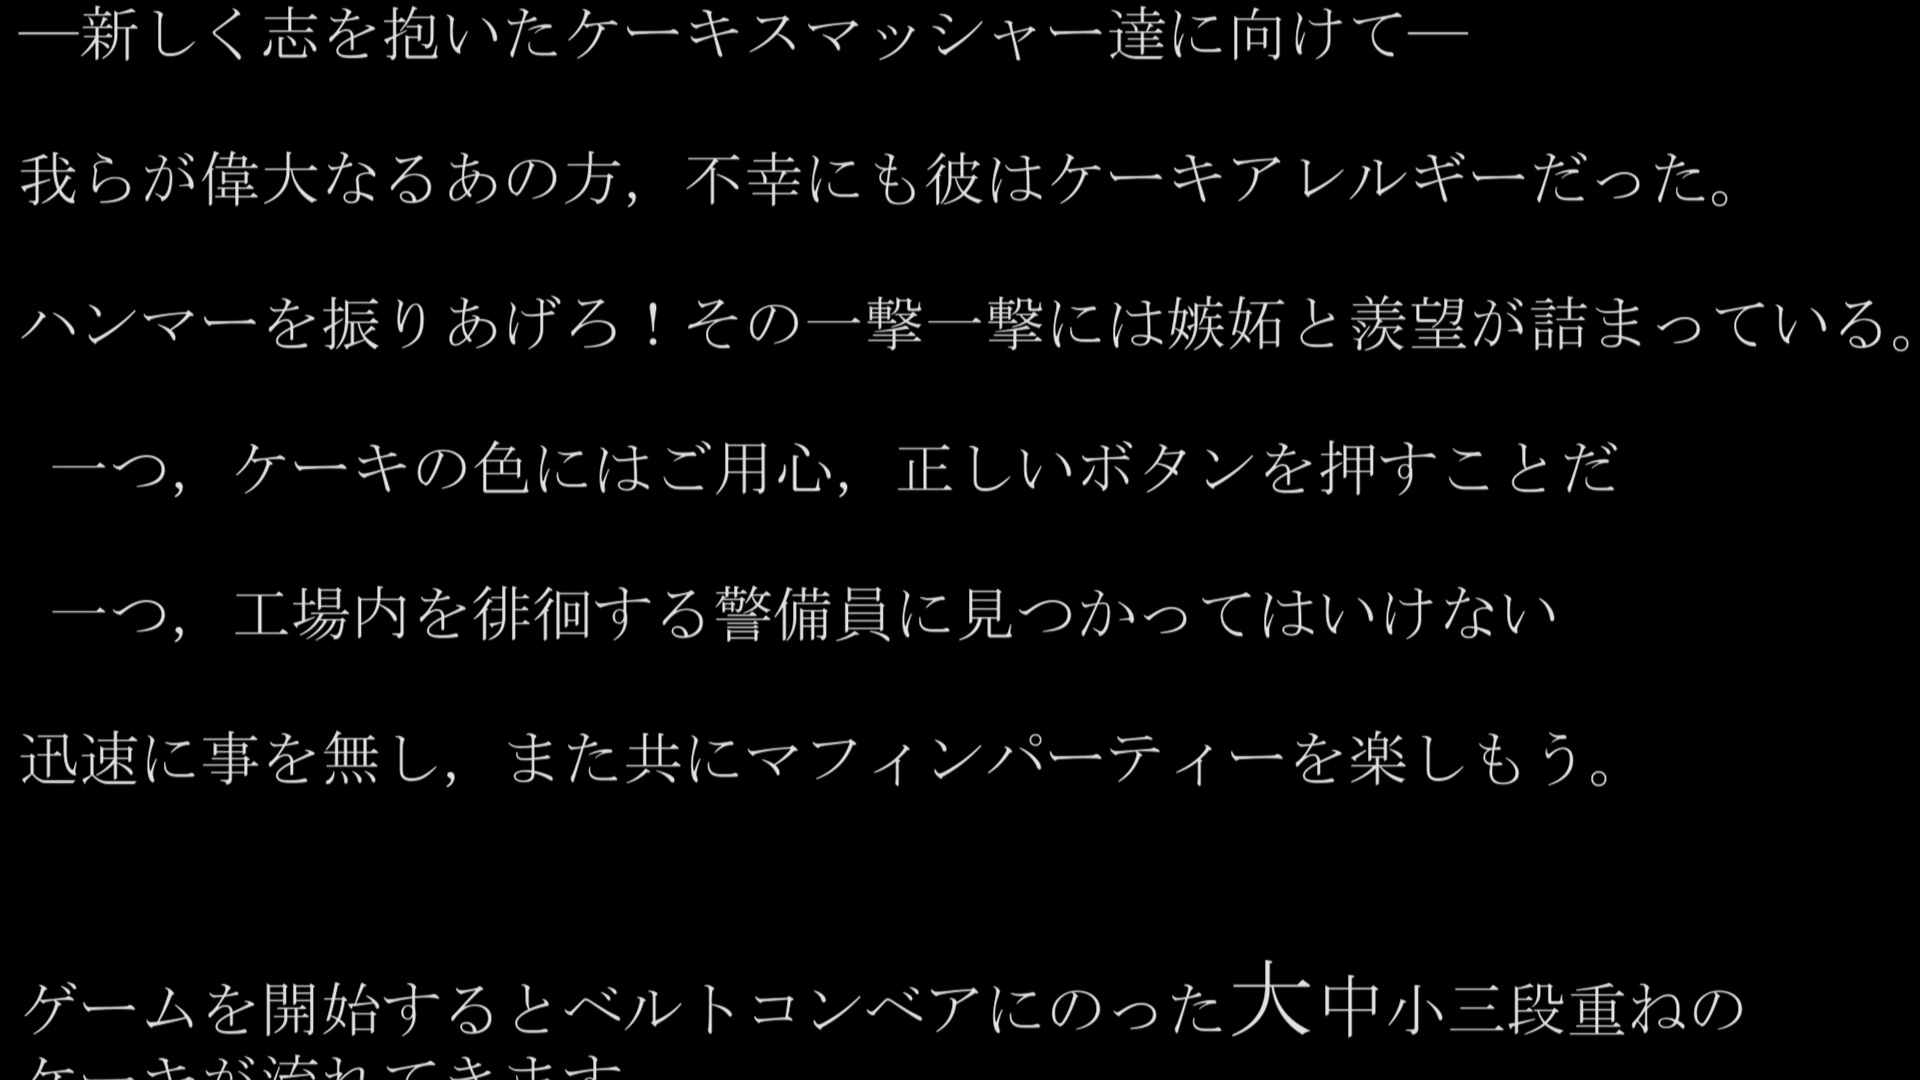 ―新しく志を抱いたケーキスマッシャー達に向けて―
我らが偉大なるあの方，不幸にも彼はケーキアレルギーだった。
ハンマーを振りあげろ！その一撃一撃には嫉妬と羨望が詰まっている。
一つ，ケーキの色にはご用心，正しいボタンを押すことだ
一つ，工場内を徘徊する警備員に見つかってはいけない
迅速に事を無し，また共にマフィンパーティーを楽しもう。
ゲームを開始するとベルトコンベアにのった大中小三段重ねの
ケーキが流れてきます